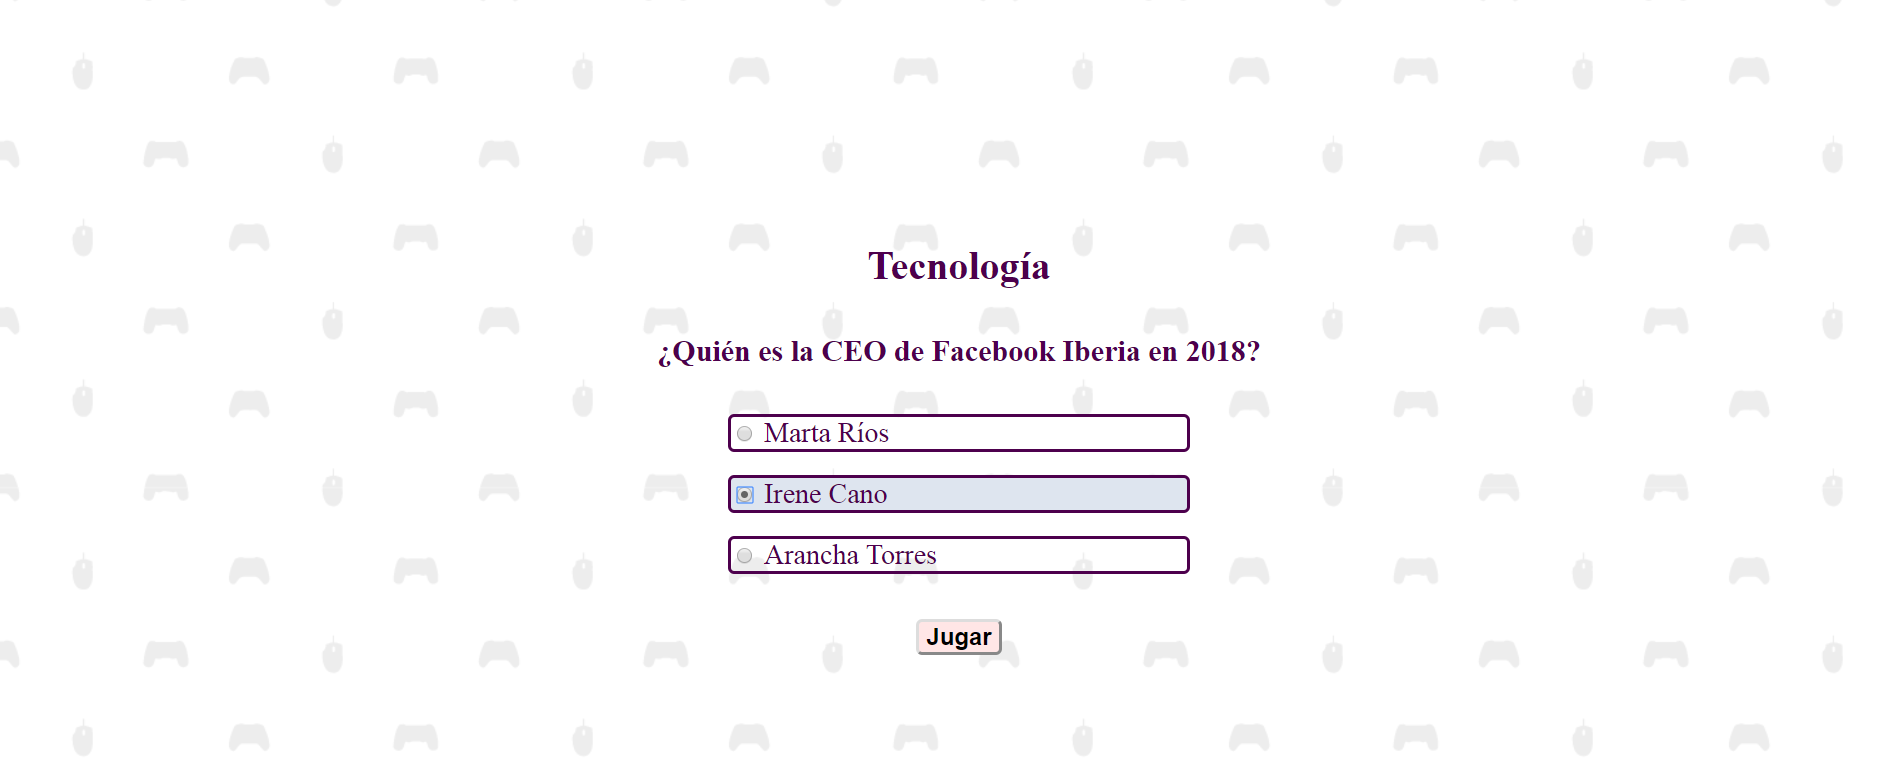 Tecnología
¿Quién es la CEO de Facebook Iberia en 2018?
Marta Ríos
Irene Cano
Arancha Torres
Jugar